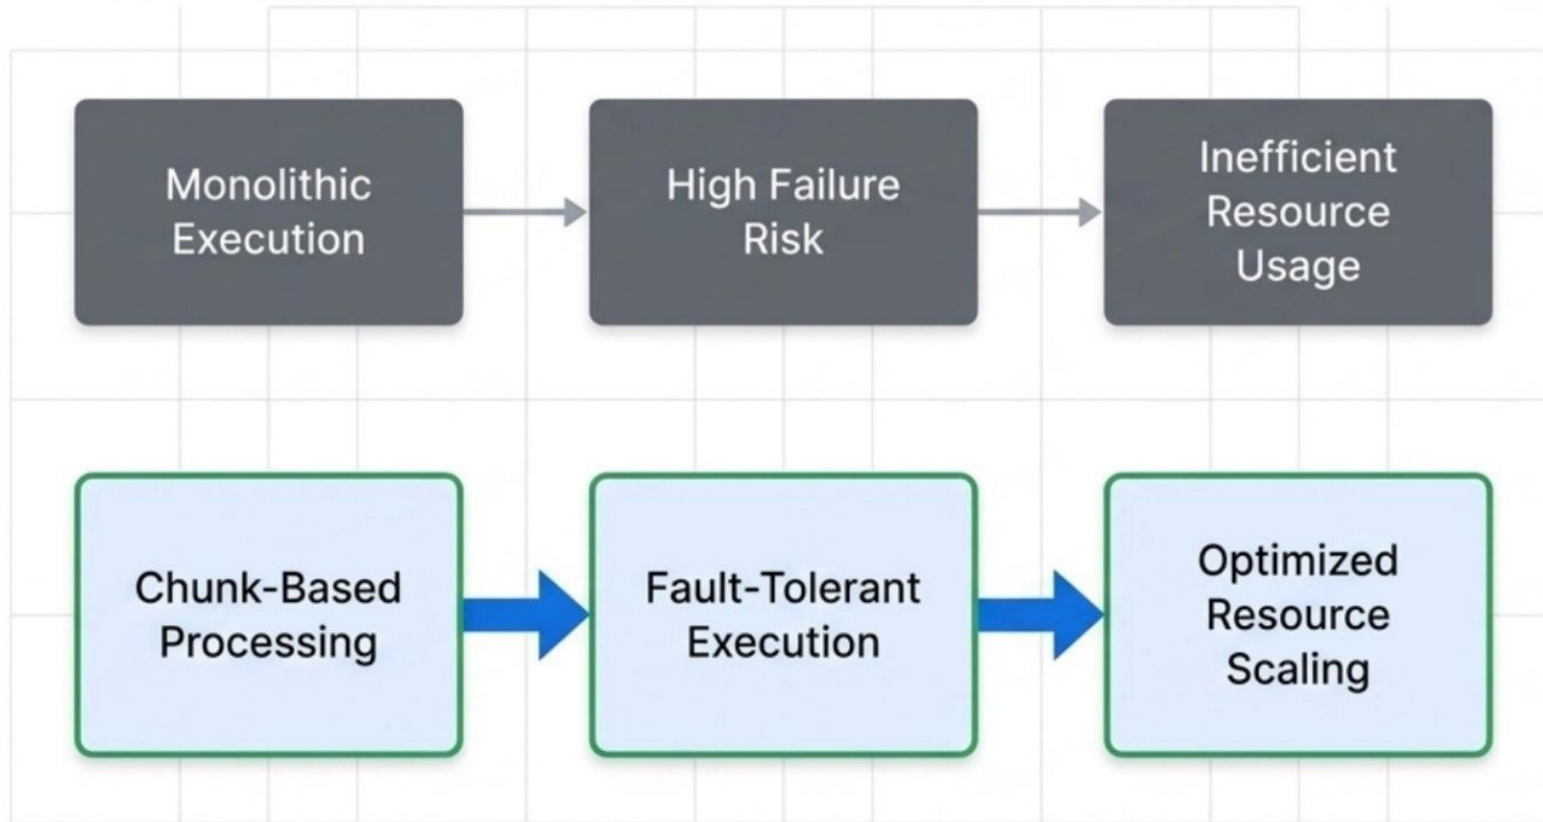 Monolithic
Execution
High Failure
Risk
Inefficient
Resource
Usage
Chunk-Based
Processing
Fault-Tolerant
Execution
Optimized
Resource
Scaling